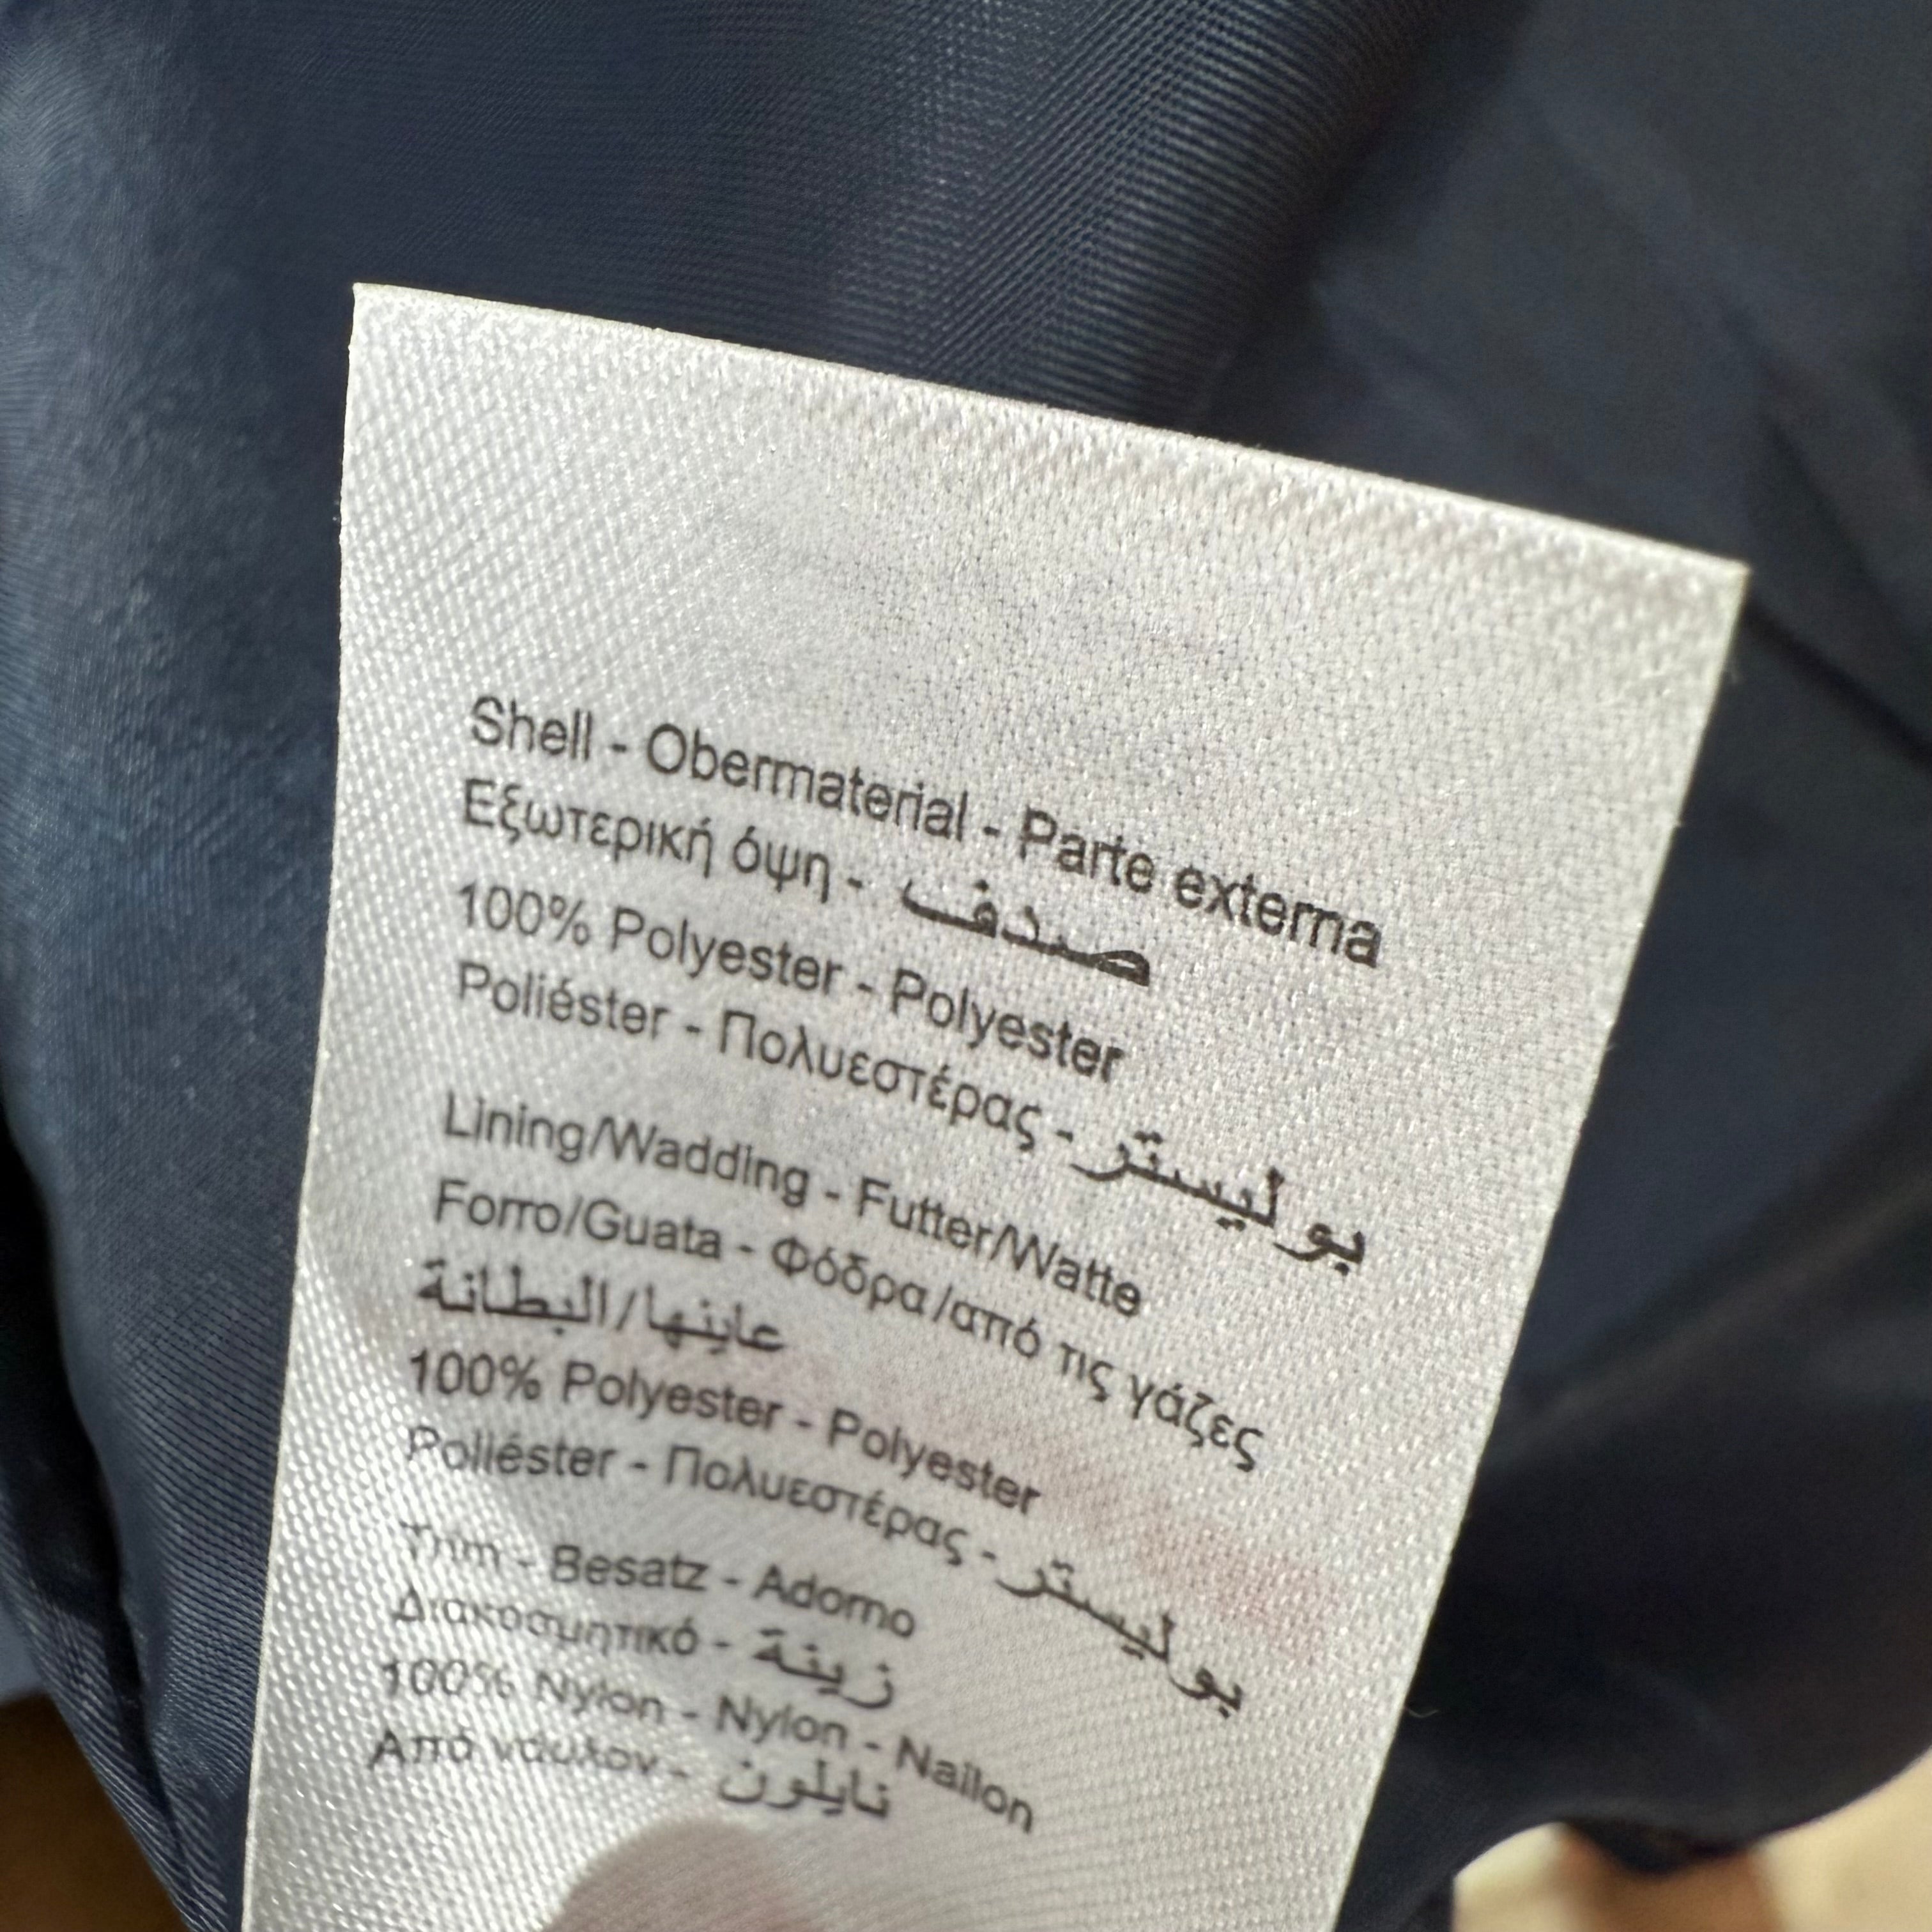 Shell - Obermaterial - Parte externa
Εξωτερική όψη - صدف
100% Polyester - Polyester
Poliéster - Πολυεστέρας - بوليستر
Lining/Wadding - Futter/Watte
Forro/Guata - Φόδρα/από τις γάζες
عاينها/البطانة
100% Polyester - Polyester
Poliéster - Πολυεστέρας - بوليستر
Trim - Besatz - Adorno
Διακοσμητικό - زينة
100% Nylon - Nylon - Nailon
Από νάυλον - نايلون